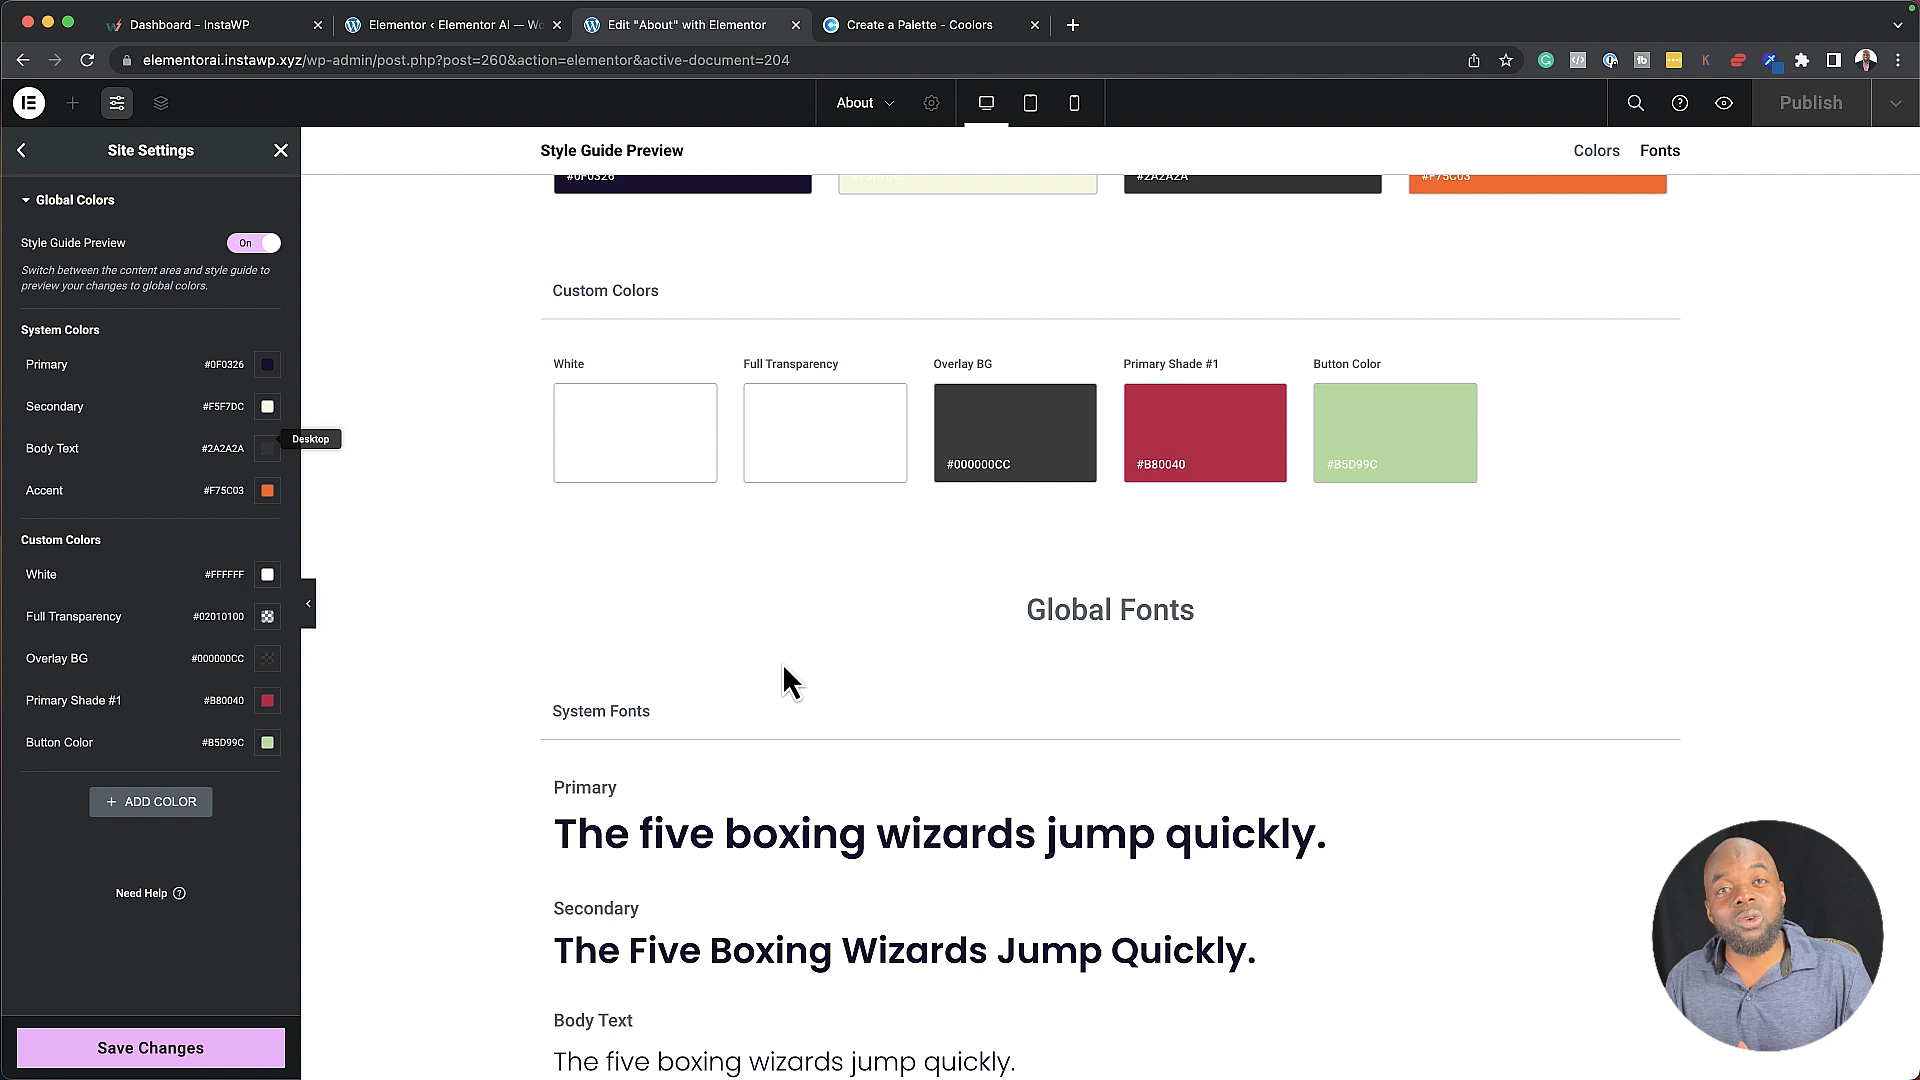 Dashboard - InstaWP
Elementor ‹ Elementor AI — Wo
Edit "About" with Elementor
Create a Palette - Coolors
elementorai.instawp.xyz/wp-admin/post.php?post=260&action=elementor&active-document=204
About
Publish
Site Settings
Global Colors
Style Guide Preview
On
Switch between the content area and style guide to
preview your changes to global colors.
System Colors
Primary #0F0326
Secondary #F5F7DC
Desktop
Body Text #2A2A2A
Accent #F75C03
Custom Colors
White #FFFFFF
Full Transparency #02010100
Overlay BG #000000CC
Primary Shade #1 #B80040
Button Color #B5D99C
+ ADD COLOR
Need Help
Save Changes
Style Guide Preview
Colors Fonts
#0F0326
#F5F7DC
#2A2A2A
#F75C03
Custom Colors
White
Full Transparency
Overlay BG
Primary Shade #1
Button Color
#000000CC
#B80040
#B5D99C
Global Fonts
System Fonts
Primary
The five boxing wizards jump quickly.
Secondary
The Five Boxing Wizards Jump Quickly.
Body Text
The five boxing wizards jump quickly.